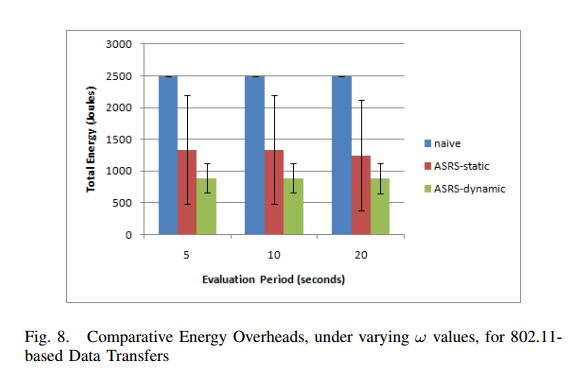 3000
2500
2000
1500
1000
500
0
Total Energy (Joules)
5 10 20
Evaluation Period (seconds)
naive
ASRS-static
ASRS-dynamic
Fig. 8. Comparative Energy Overheads, under varying ω values, for 802.11-
based Data Transfers